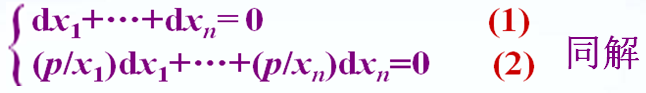 dx₁+···+dxₙ= 0 (1)
(p/x₁)dx₁+···+(p/xₙ)dxₙ=0 (2) 同解